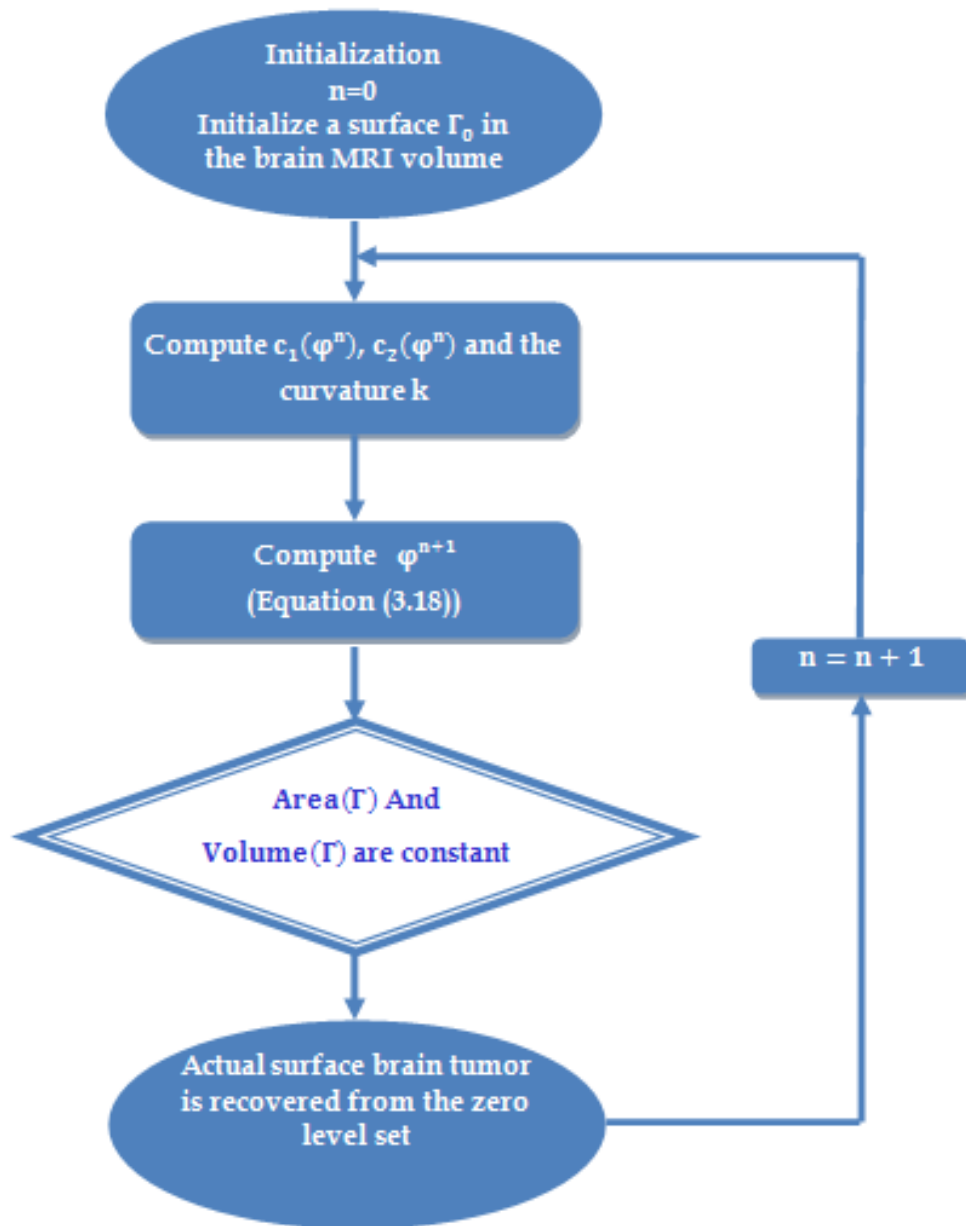 Initialization
n=0
Initialize a surface Γ₀ in
the brain MRI volume
Compute c₁(φⁿ), c₂(φⁿ) and the
curvature k
Compute φⁿ⁺¹
(Equation (3.18))
n = n + 1
Area(Γ) And
Volume(Γ) are constant
Actual surface brain tumor
is recovered from the zero
level set